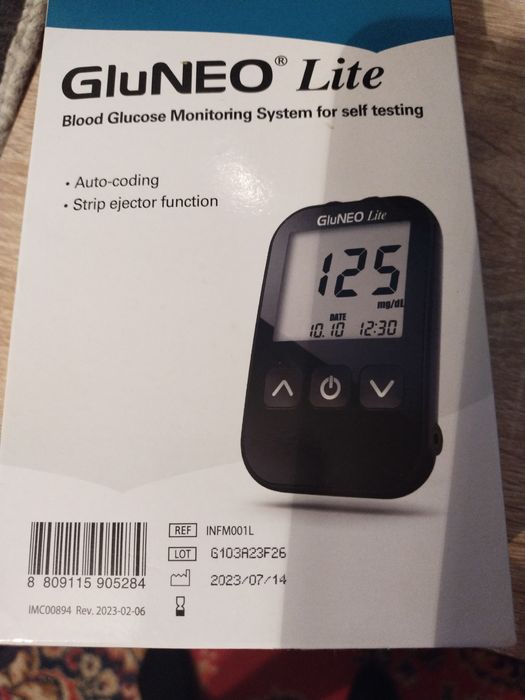 GluNEO® Lite
Blood Glucose Monitoring System for self testing
• Auto-coding
• Strip ejector function
GluNEO Lite
125
mg/dL
DATE
10.10 12:30
REF INFM001L
LOT G103A23F26
2023/07/14
8 809115 905284
IMC00894 Rev. 2023-02-06